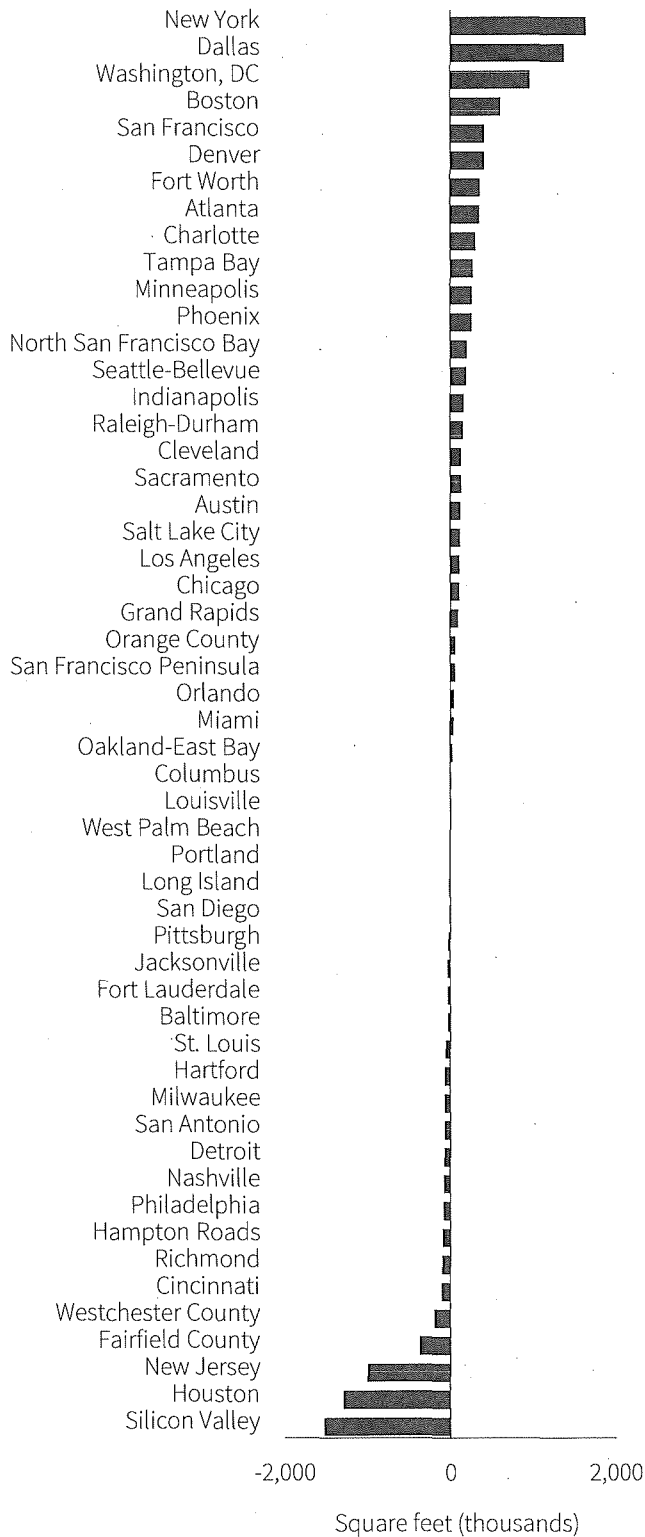 New York
Dallas
Washington, DC
Boston
San Francisco
Denver
Fort Worth
Atlanta
Charlotte
Tampa Bay
Minneapolis
Phoenix
North San Francisco Bay
Seattle-Bellevue
Indianapolis
Raleigh-Durham
Cleveland
Sacramento
Austin
Salt Lake City
Los Angeles
Chicago
Grand Rapids
Orange County
San Francisco Peninsula
Orlando
Miami
Oakland-East Bay
Columbus
Louisville
West Palm Beach
Portland
Long Island
San Diego
Pittsburgh
Jacksonville
Fort Lauderdale
Baltimore
St. Louis
Hartford
Milwaukee
San Antonio
Detroit
Nashville
Philadelphia
Hampton Roads
Richmond
Cincinnati
Westchester County
Fairfield County
New Jersey
Houston
Silicon Valley
-2,000 0 2,000
Square feet (thousands)